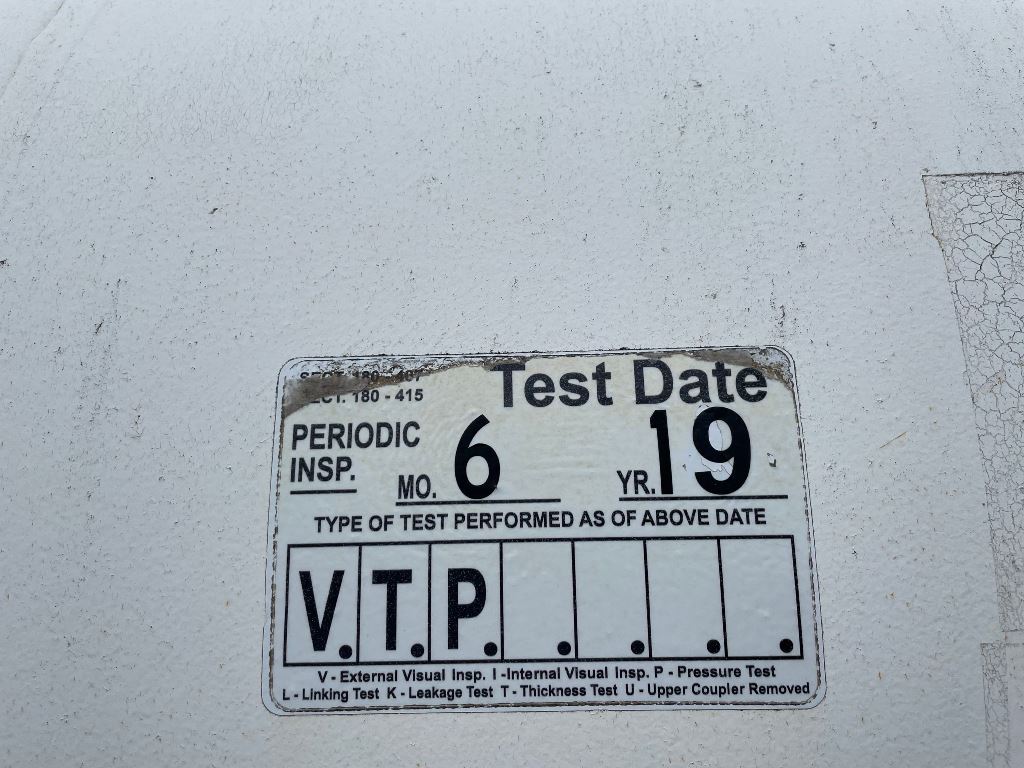 Test Date
SECT. 180 - 415
PERIODIC
INSP.
MO. 6 YR. 19
TYPE OF TEST PERFORMED AS OF ABOVE DATE
V. T. P. . . . .
V - External Visual Insp. I -Internal Visual Insp. P - Pressure Test
L - Linking Test K - Leakage Test T - Thickness Test U - Upper Coupler Removed